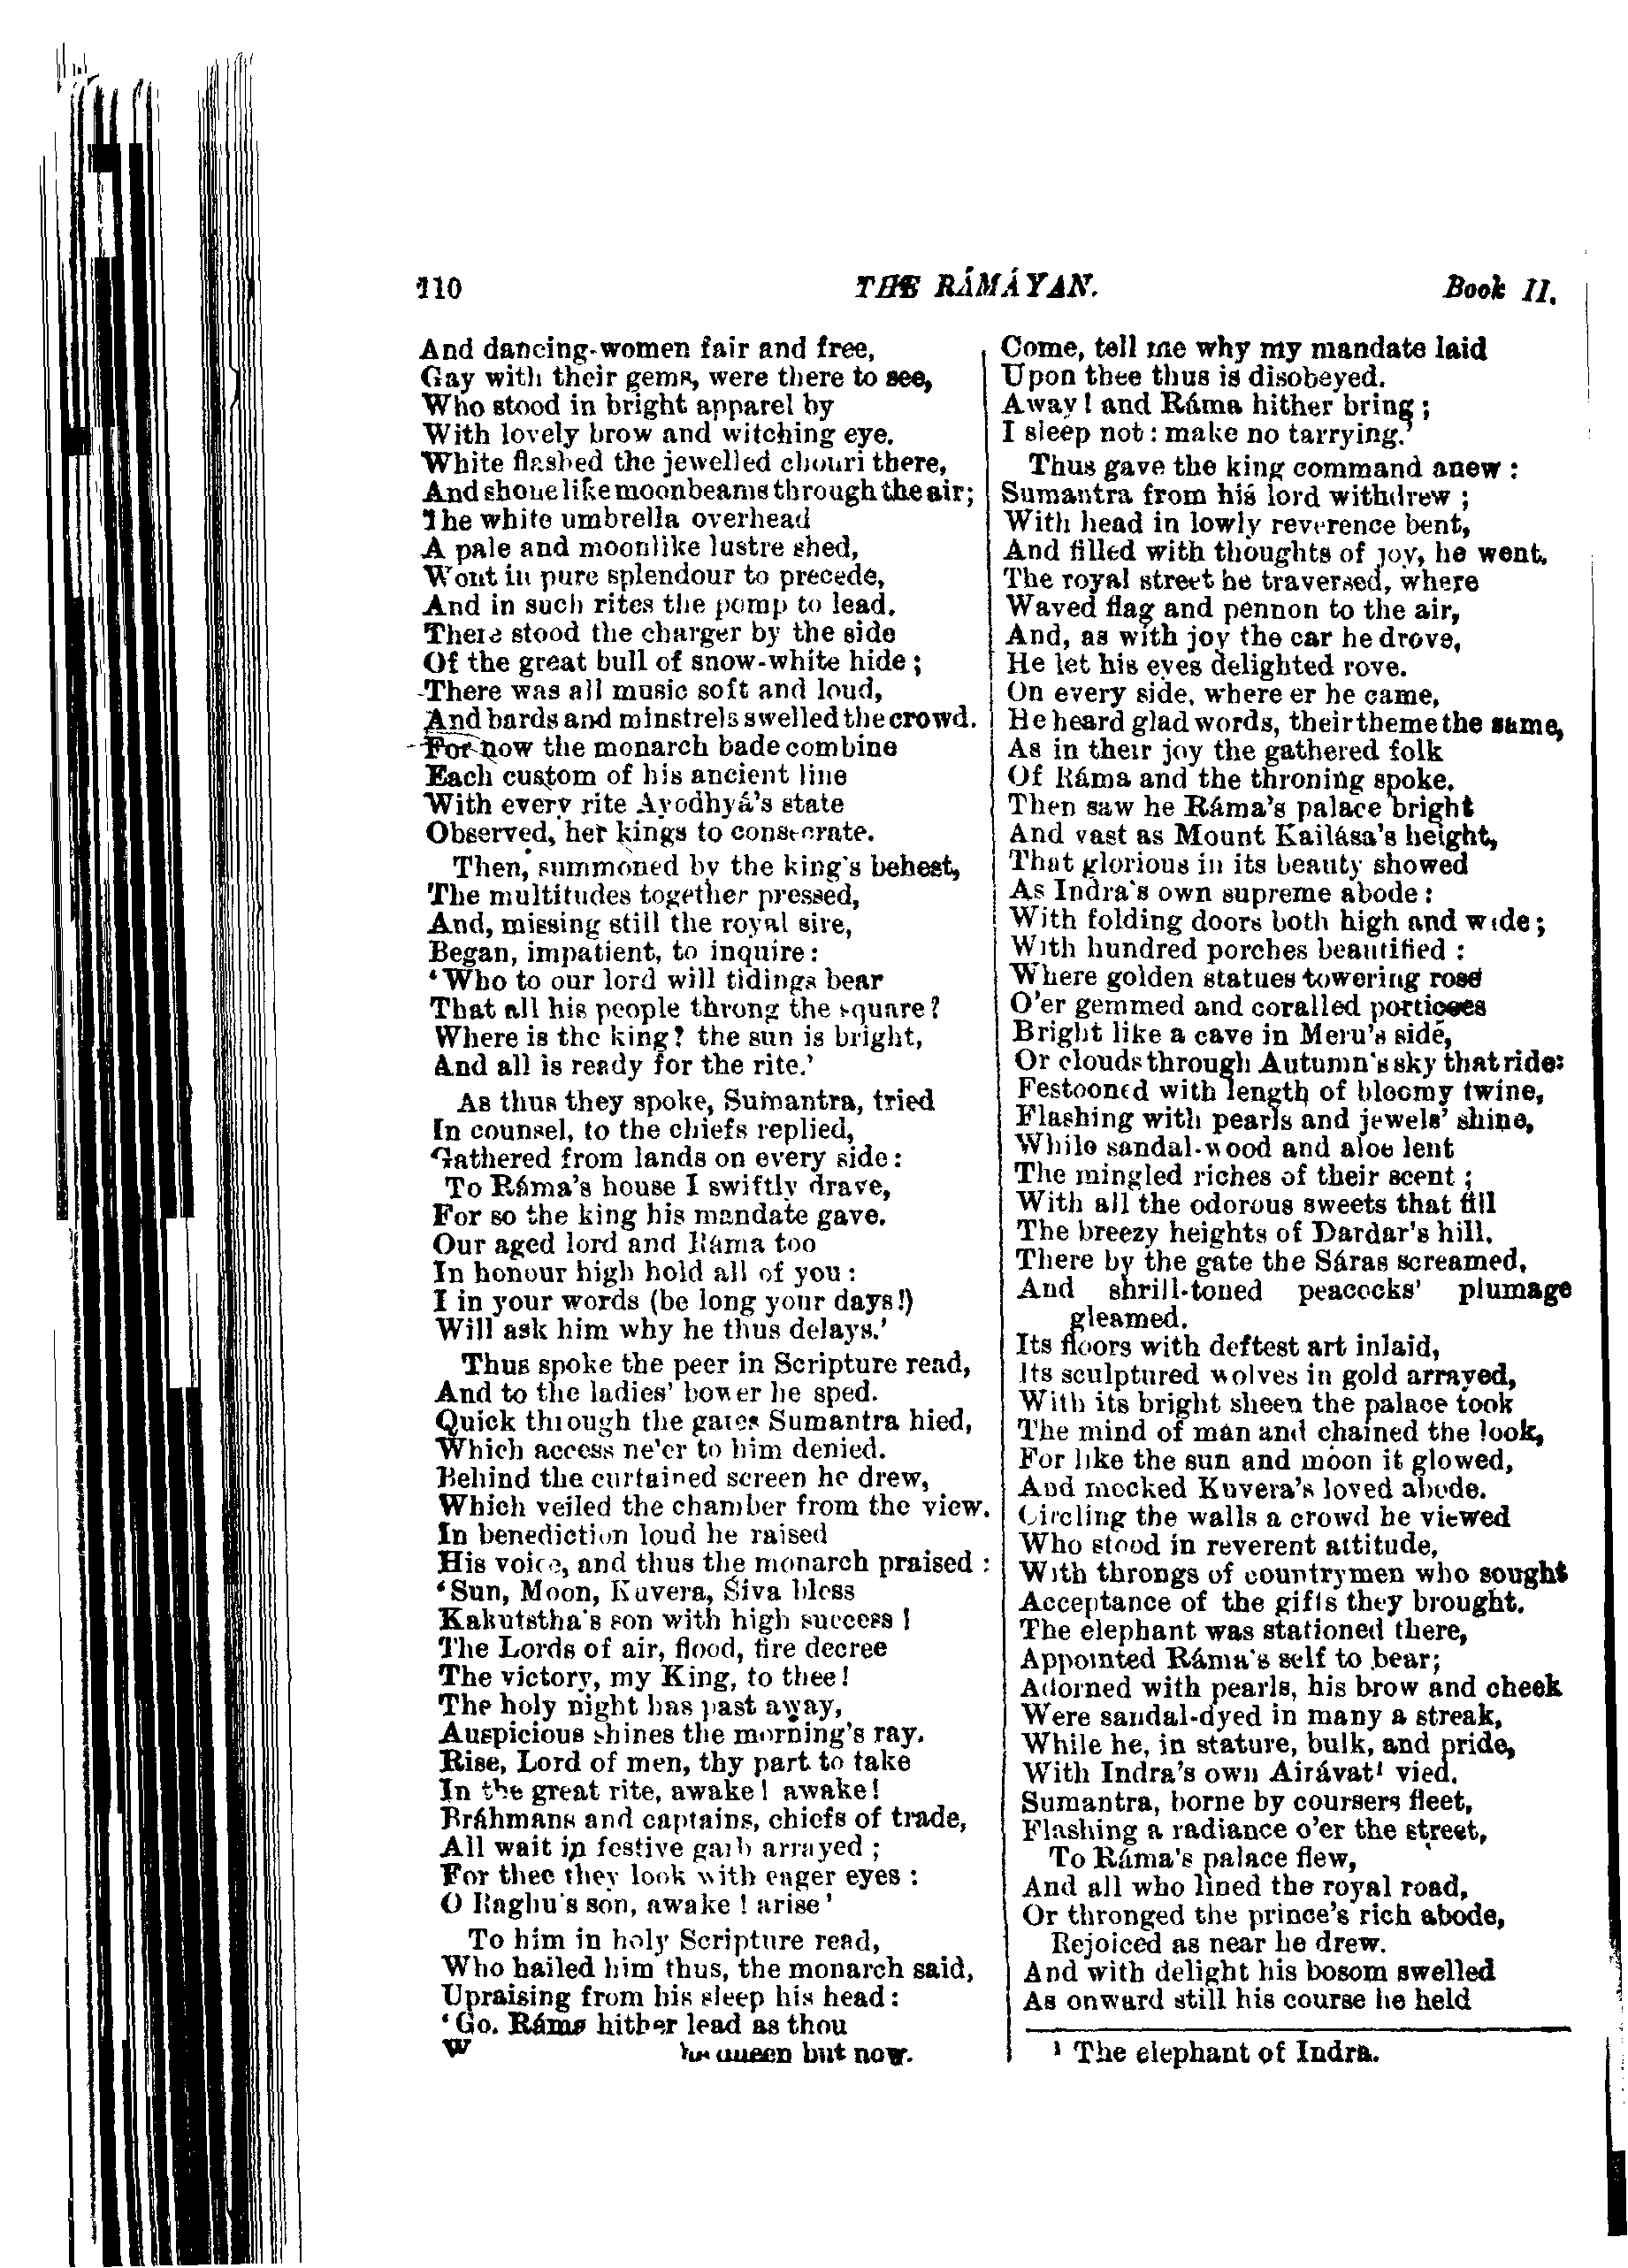 110 THE RÁMÁYAN. Book II.
And dancing-women fair and free,
Gay with their gems, were there to see,
Who stood in bright apparel by
With lovely brow and witching eye.
White flashed the jewelled chouri there,
And shone like moonbeams through the air;
The white umbrella overhead
A pale and moonlike lustre shed,
Wont in pure splendour to precede,
And in such rites the pomp to lead.
There stood the charger by the side
Of the great bull of snow-white hide;
There was all music soft and loud,
And bards and minstrels swelled the crowd.
For now the monarch bade combine
Each custom of his ancient line
With every rite Ayodhyá's state
Observed, her kings to consecrate.
Then, summoned by the king's behest,
The multitudes together pressed,
And, missing still the royal sire,
Began, impatient, to inquire:
'Who to our lord will tidings bear
That all his people throng the square?
Where is the king? the sun is bright,
And all is ready for the rite.'
As thus they spoke, Sumantra, tried
In counsel, to the chiefs replied,
Gathered from lands on every side:
To Ráma's house I swiftly drave,
For so the king his mandate gave.
Our aged lord and Ráma too
In honour high hold all of you:
I in your words (be long your days!)
Will ask him why he thus delays.'
Thus spoke the peer in Scripture read,
And to the ladies' bower he sped.
Quick through the gates Sumantra hied,
Which access ne'er to him denied.
Behind the curtained screen he drew,
Which veiled the chamber from the view.
In benediction loud he raised
His voice, and thus the monarch praised:
'Sun, Moon, Kuvera, Śiva bless
Kakutstha's son with high success!
The Lords of air, flood, fire decree
The victory, my King, to thee!
The holy night has past away,
Auspicious shines the morning's ray.
Rise, Lord of men, thy part to take
In the great rite, awake! awake!
Bráhmans and captains, chiefs of trade,
All wait in festive garb arrayed;
For thee they look with eager eyes:
O Raghu's son, awake! arise'
To him in holy Scripture read,
Who hailed him thus, the monarch said,
Upraising from his sleep his head:
'Go. Ráma hither lead as thou
W queen but now.
Come, tell me why my mandate laid
Upon thee thus is disobeyed.
Away! and Ráma hither bring;
I sleep not: make no tarrying.'
Thus gave the king command anew:
Sumantra from his lord withdrew;
With head in lowly reverence bent,
And filled with thoughts of joy, he went.
The royal street he traversed, where
Waved flag and pennon to the air,
And, as with joy the car he drove,
He let his eyes delighted rove.
On every side, where er he came,
He heard glad words, their theme the same,
As in their joy the gathered folk
Of Ráma and the throning spoke.
Then saw he Ráma's palace bright
And vast as Mount Kailása's height,
That glorious in its beauty showed
As Indra's own supreme abode:
With folding doors both high and wide;
With hundred porches beautified:
Where golden statues towering rose
O'er gemmed and coralled porticoes
Bright like a cave in Meru's side,
Or clouds through Autumn's sky that ride:
Festooned with length of bloomy twine,
Flashing with pearls and jewels' shine,
While sandal-wood and aloe lent
The mingled riches of their scent;
With all the odorous sweets that fill
The breezy heights of Dardar's hill.
There by the gate the Sáras screamed,
And shrill-toned peacocks' plumage
gleamed.
Its floors with deftest art inlaid,
Its sculptured wolves in gold arrayed,
With its bright sheen the palace took
The mind of man and chained the look,
For like the sun and moon it glowed,
And mocked Kuvera's loved abode.
Circling the walls a crowd he viewed
Who stood in reverent attitude,
With throngs of countrymen who sought
Acceptance of the gifts they brought.
The elephant was stationed there,
Appointed Ráma's self to bear;
Adorned with pearls, his brow and cheek
Were sandal-dyed in many a streak,
While he, in stature, bulk, and pride,
With Indra's own Airávat¹ vied.
Sumantra, borne by coursers fleet,
Flashing a radiance o'er the street,
To Ráma's palace flew,
And all who lined the royal road,
Or thronged the prince's rich abode,
Rejoiced as near he drew.
And with delight his bosom swelled
As onward still his course he held
¹ The elephant of Indra.